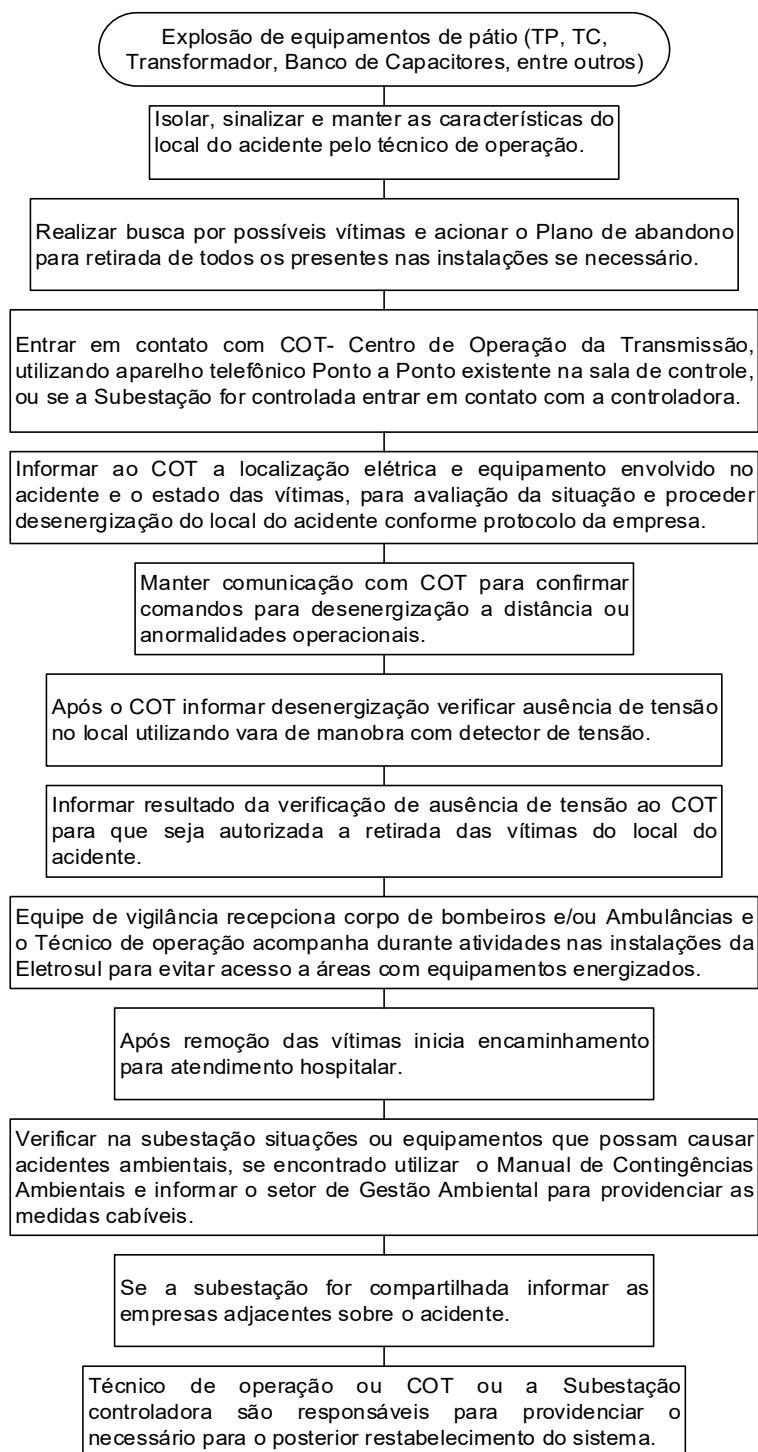 Explosão de equipamentos de pátio (TP, TC,
Transformador, Banco de Capacitores, entre outros)
Isolar, sinalizar e manter as características do
local do acidente pelo técnico de operação.
Realizar busca por possíveis vítimas e acionar o Plano de abandono
para retirada de todos os presentes nas instalações se necessário.
Entrar em contato com COT- Centro de Operação da Transmissão,
utilizando aparelho telefônico Ponto a Ponto existente na sala de controle,
ou se a Subestação for controlada entrar em contato com a controladora.
Informar ao COT a localização elétrica e equipamento envolvido no
acidente e o estado das vítimas, para avaliação da situação e proceder
desenergização do local do acidente conforme protocolo da empresa.
Manter comunicação com COT para confirmar
comandos para desenergização a distância ou
anormalidades operacionais.
Após o COT informar desenergização verificar ausência de tensão
no local utilizando vara de manobra com detector de tensão.
Informar resultado da verificação de ausência de tensão ao COT
para que seja autorizada a retirada das vítimas do local do
acidente.
Equipe de vigilância recepciona corpo de bombeiros e/ou Ambulâncias e
o Técnico de operação acompanha durante atividades nas instalações da
Eletrosul para evitar acesso a áreas com equipamentos energizados.
Após remoção das vítimas inicia encaminhamento
para atendimento hospitalar.
Verificar na subestação situações ou equipamentos que possam causar
acidentes ambientais, se encontrado utilizar o Manual de Contingências
Ambientais e informar o setor de Gestão Ambiental para providenciar as
medidas cabíveis.
Se a subestação for compartilhada informar as
empresas adjacentes sobre o acidente.
Técnico de operação ou COT ou a Subestação
controladora são responsáveis para providenciar o
necessário para o posterior restabelecimento do sistema.